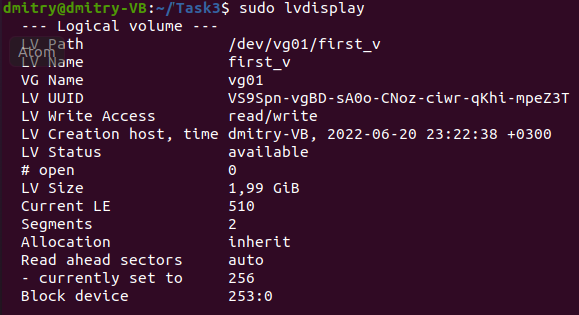 dmitry@dmitry-VB:~/Task3$ sudo lvdisplay
--- Logical volume ---
LV Path                /dev/vg01/first_v
Atom
LV Name                first_v
VG Name                vg01
LV UUID                VS9Spn-vgBD-sA0o-CNoz-ciwr-qKhi-mpeZ3T
LV Write Access        read/write
LV Creation host, time dmitry-VB, 2022-06-20 23:22:38 +0300
LV Status              available
# open                 0
LV Size                1,99 GiB
Current LE             510
Segments               2
Allocation             inherit
Read ahead sectors     auto
- currently set to     256
Block device           253:0